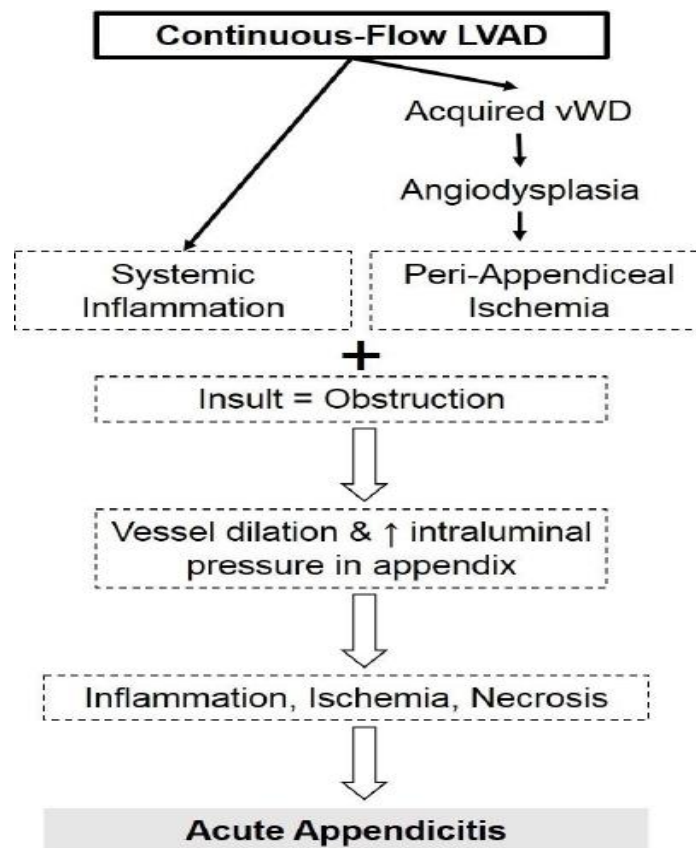 Continuous-Flow LVAD
Acquired vWD
Angiodysplasia
Systemic
Inflammation
Peri-Appendiceal
Ischemia
+
Insult = Obstruction
Vessel dilation & ↑ intraluminal
pressure in appendix
Inflammation, Ischemia, Necrosis
Acute Appendicitis